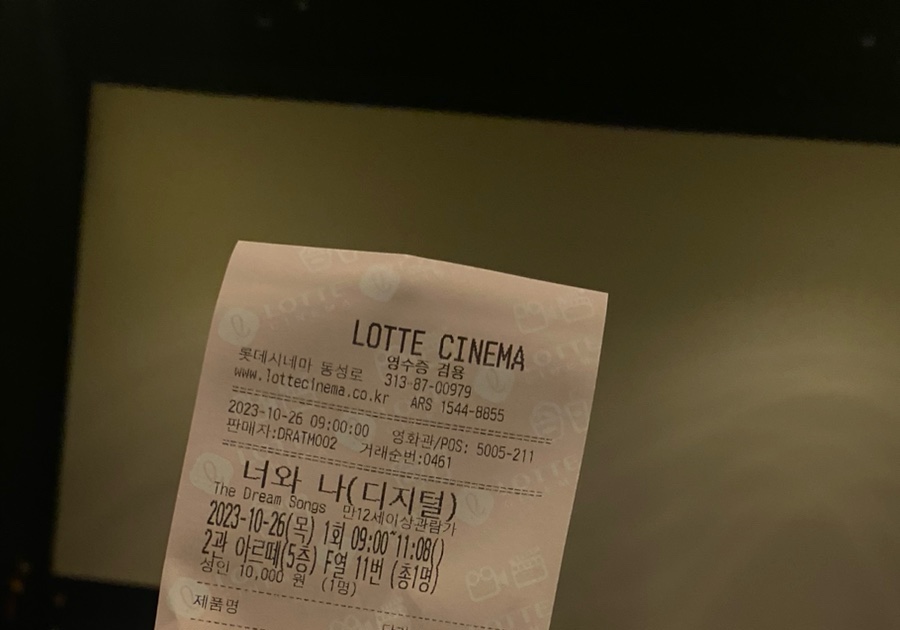 LOTTE CINEMA
영수증 겸용
롯데시네마 동성로 313-87-00979
www.lottecinema.co.kr ARS 1544-8855
2023-10-26 09:00:00 영화관/POS: 5005-211
판매자:DRATM002 거래순번:0461
너와 나(디지털)
The Dream Songs 만12세이상관람가
2023-10-26(목) 1회 09:00~11:08()
2관 아르떼(5층) F열 11번 (총1명)
성인 10,000 원 (1명)
제품명